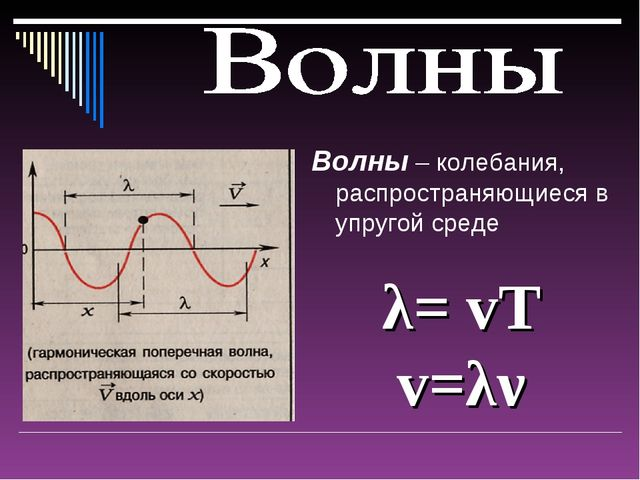 Волны
Волны – колебания,
распространяющиеся в
упругой среде
λ
V
0
x
x
λ
(гармоническая поперечная волна,
распространяющаяся со скоростью
V вдоль оси x)
λ= vT
v=λν